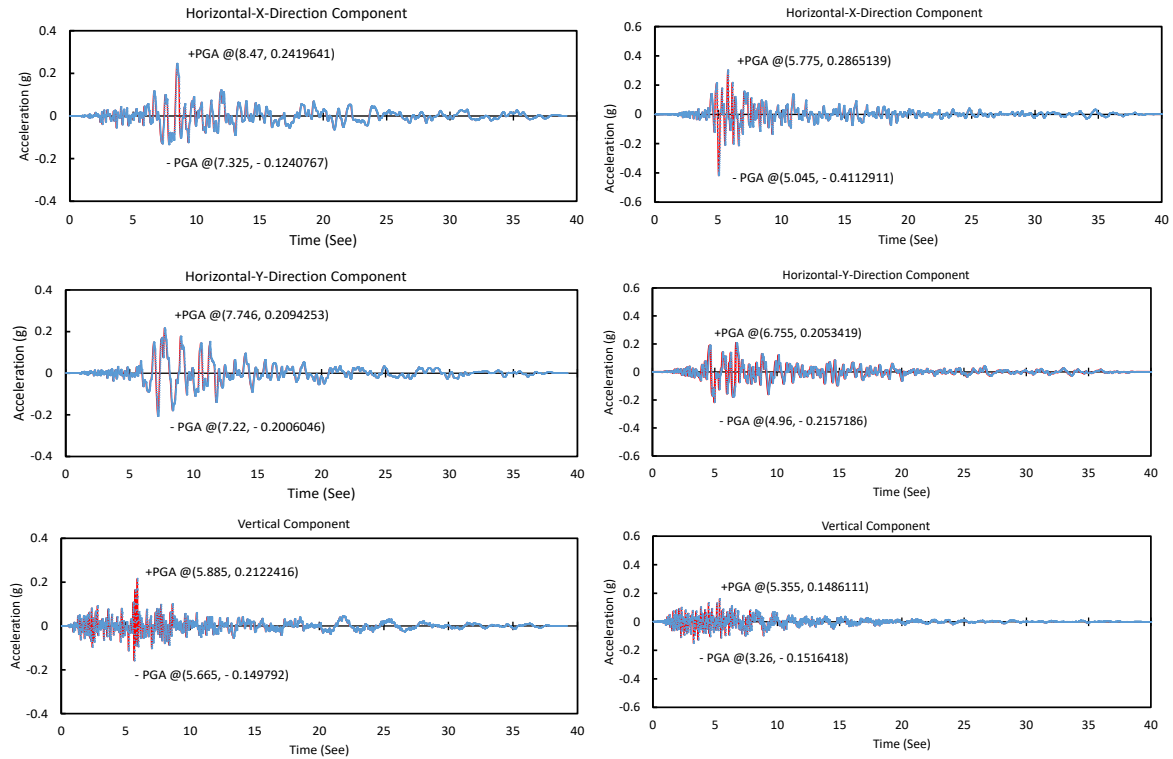 Horizontal-X-Direction Component
0.4
0.2
0
-0.2
-0.4
Acceleration (g)
+PGA @(8.47, 0.2419641)
- PGA @(7.325, - 0.1240767)
0 5 10 15 20 25 30 35 40
Time (See)
Horizontal-X-Direction Component
0.6
0.4
0.2
0
-0.2
-0.4
-0.6
Acceleration (g)
+PGA @(5.775, 0.2865139)
- PGA @(5.045, - 0.4112911)
0 5 10 15 20 25 30 35 40
Time (See)
Horizontal-Y-Direction Component
0.4
0.2
0
-0.2
-0.4
Acceleration (g)
+PGA @(7.746, 0.2094253)
- PGA @(7.22, - 0.2006046)
0 5 10 15 20 25 30 35 40
Time (See)
Horizontal-Y-Direction Component
0.6
0.4
0.2
0
-0.2
-0.4
-0.6
Acceleration (g)
+PGA @(6.755, 0.2053419)
- PGA @(4.96, - 0.2157186)
0 5 10 15 20 25 30 35 40
Time (See)
Vertical Component
0.4
0.2
0
-0.2
-0.4
Acceleration (g)
+PGA @(5.885, 0.2122416)
- PGA @(5.665, - 0.149792)
0 5 10 15 20 25 30 35 40
Time (See)
Vertical Component
0.6
0.4
0.2
0
-0.2
-0.4
-0.6
Acceleration (g)
+PGA @(5.355, 0.1486111)
- PGA @(3.26, - 0.1516418)
0 5 10 15 20 25 30 35 40
Time (See)